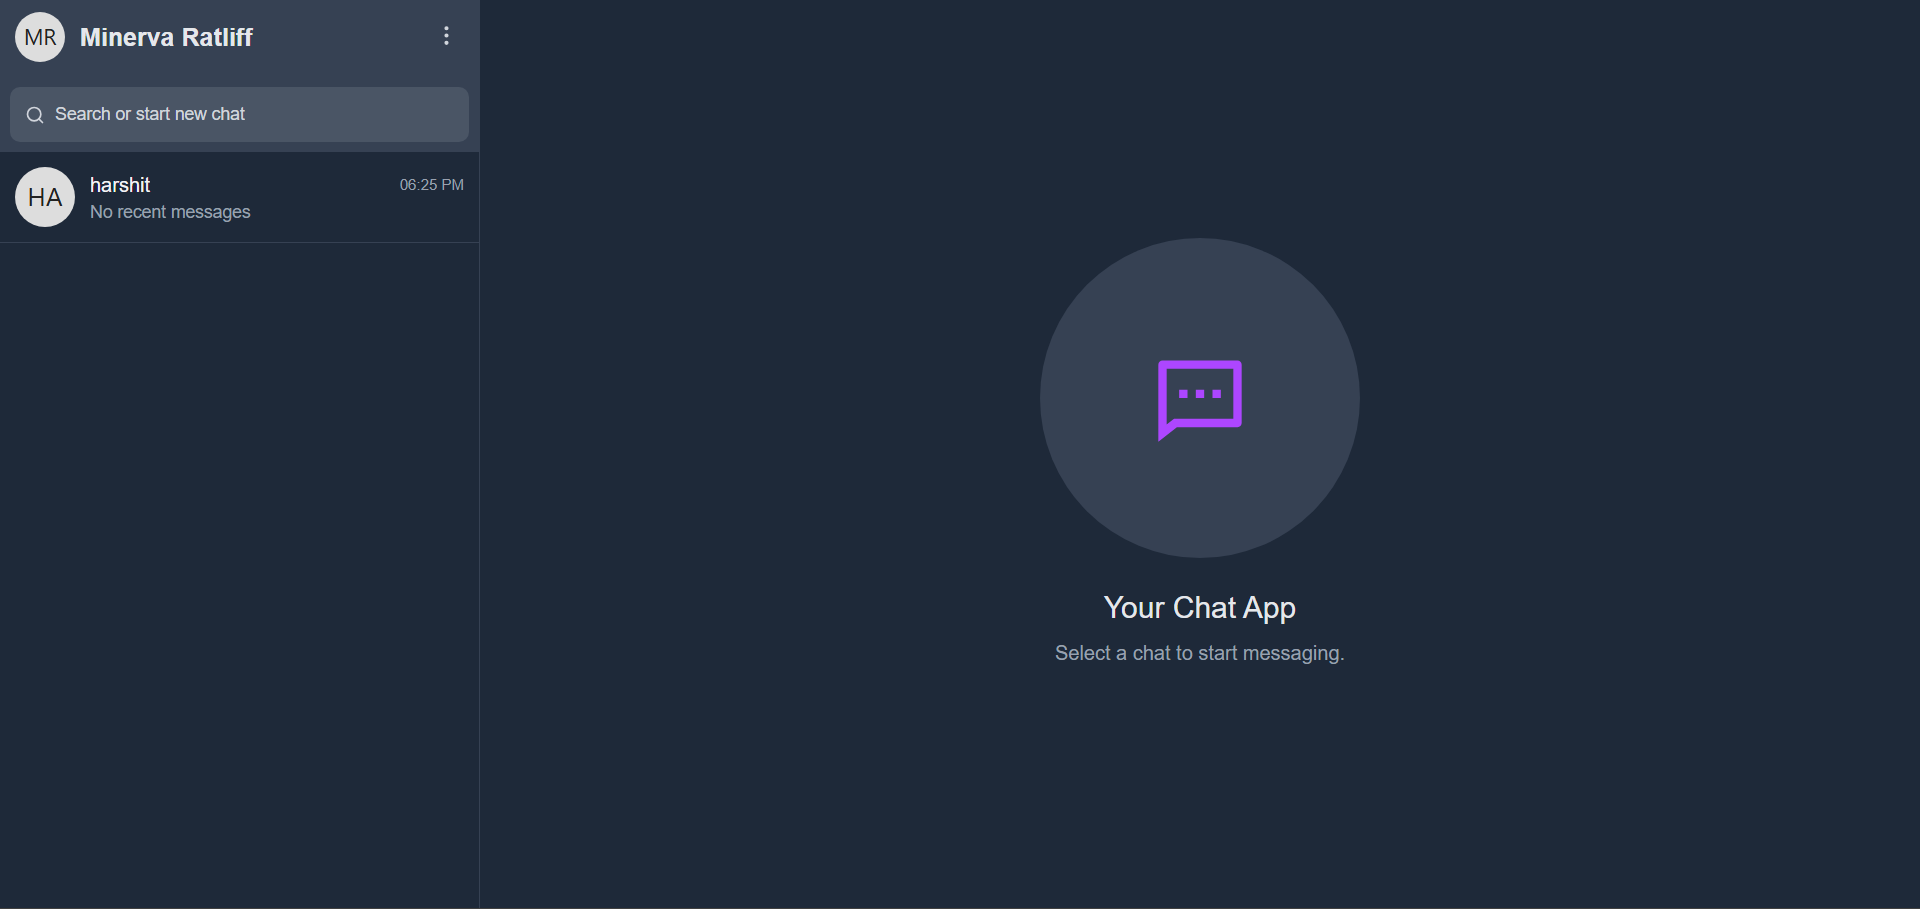 MR Minerva Ratliff
Search or start new chat
HA harshit 06:25 PM
No recent messages
Your Chat App
Select a chat to start messaging.